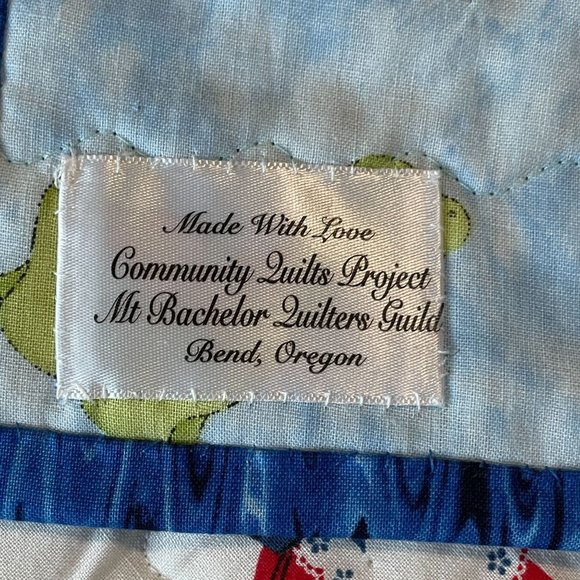 Made With Love
Community Quilts Project
Mt Bachelor Quilters Guild
Bend, Oregon